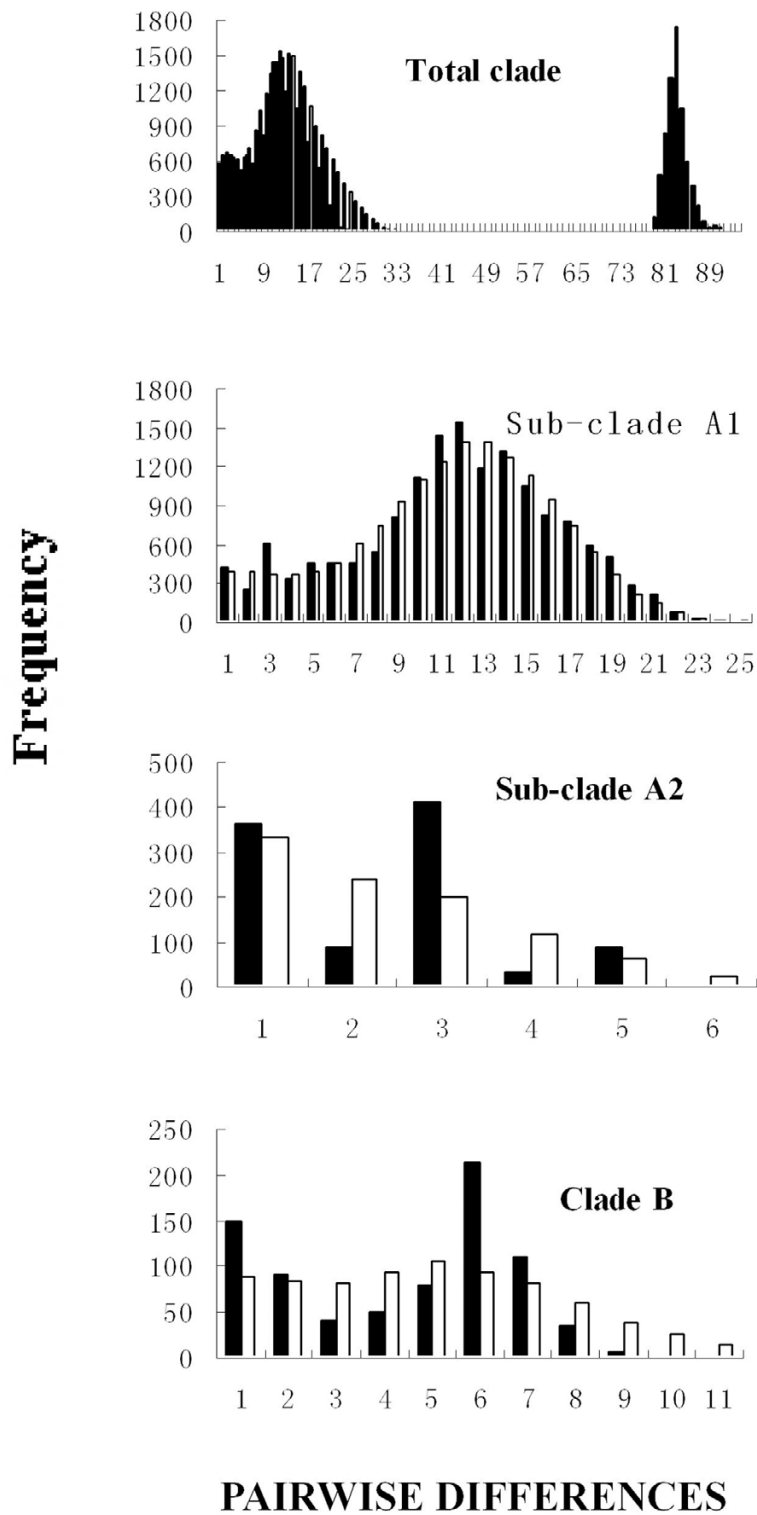 Frequency
Total clade
1800
1500
1200
900
600
300
0
1 9 17 25 33 41 49 57 65 73 81 89
Sub-clade A1
1800
1500
1200
900
600
300
0
1 3 5 7 9 11 13 15 17 19 21 23 25
Sub-clade A2
500
400
300
200
100
0
1 2 3 4 5 6
Clade B
250
200
150
100
50
0
1 2 3 4 5 6 7 8 9 10 11
PAIRWISE DIFFERENCES